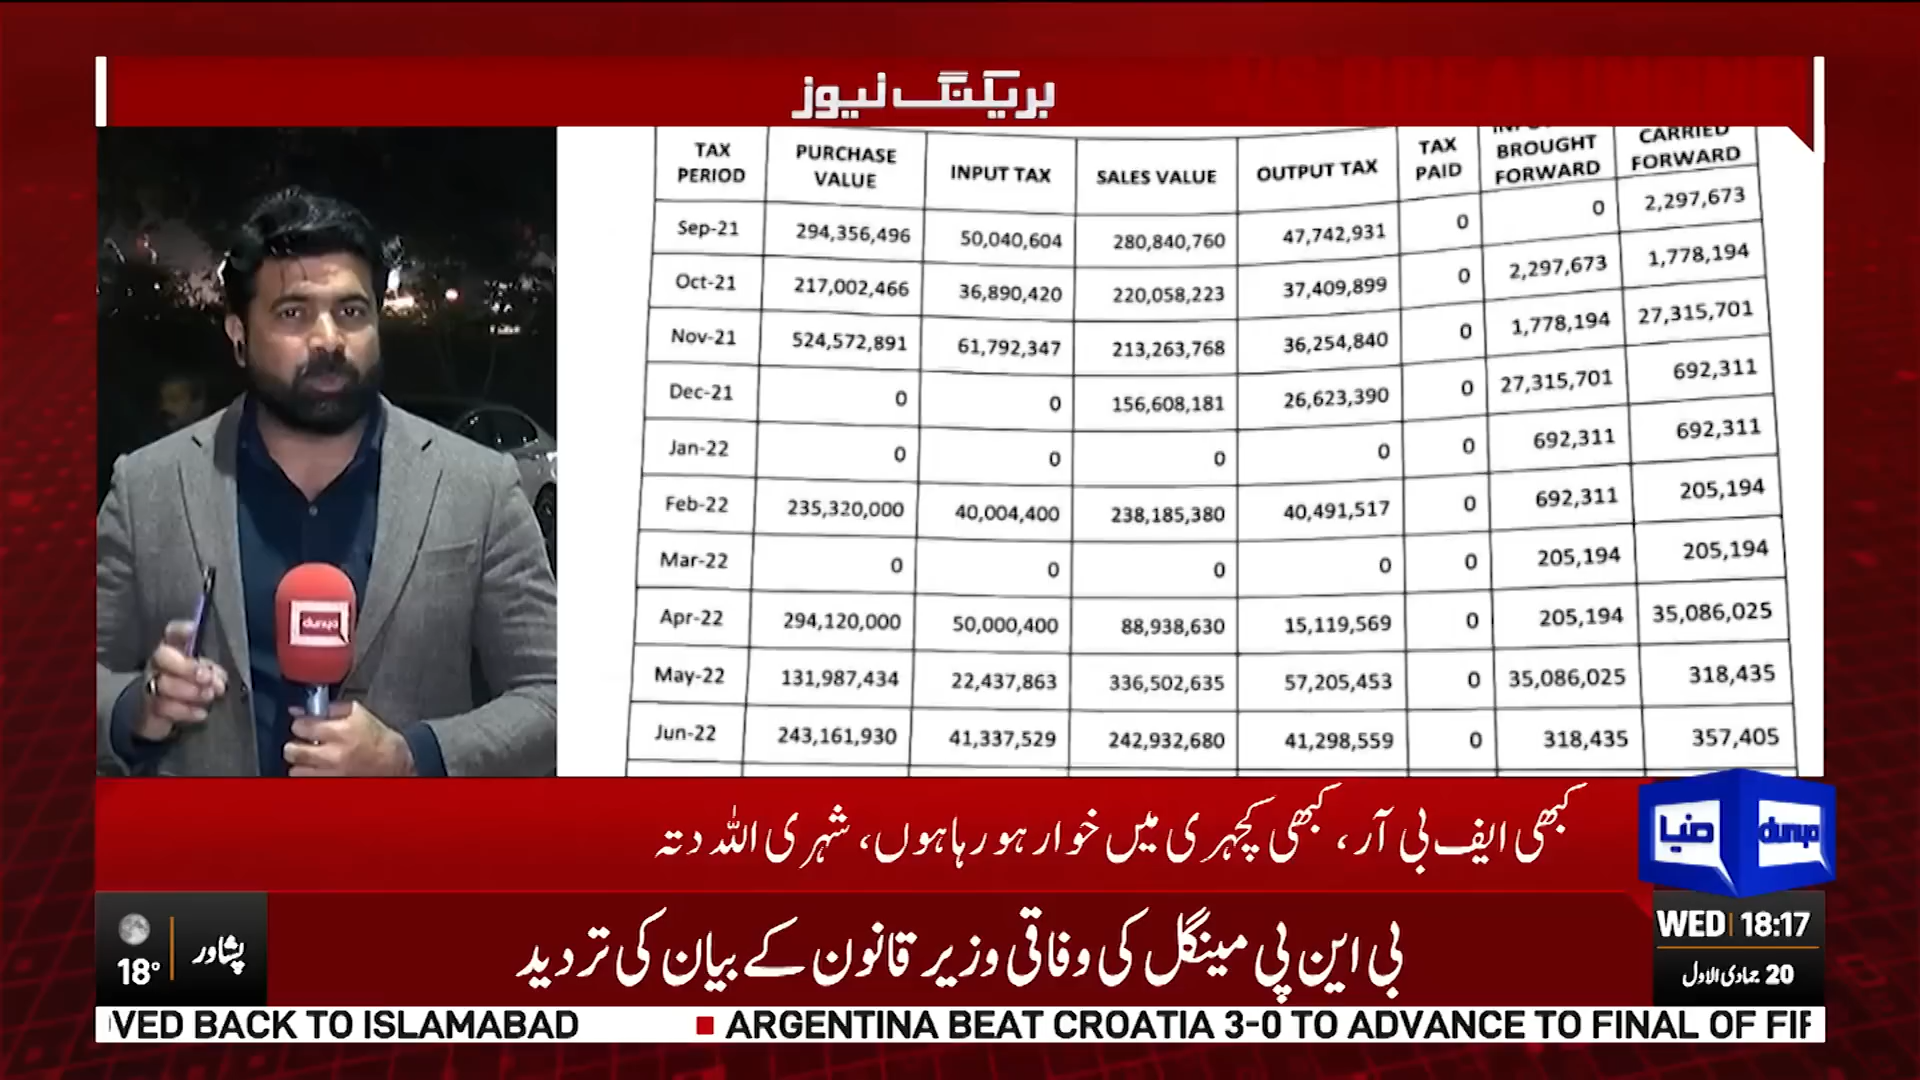 بریکنگ نیوز
TAX PERIOD PURCHASE VALUE INPUT TAX SALES VALUE OUTPUT TAX TAX PAID BROUGHT FORWARD CARRIED FORWARD
Sep-21 294,356,496 50,040,604 280,840,760 47,742,931 0 0 2,297,673
Oct-21 217,002,466 36,890,420 220,058,223 37,409,899 0 2,297,673 1,778,194
Nov-21 524,572,891 61,792,347 213,263,768 36,254,840 0 1,778,194 27,315,701
Dec-21 0 0 156,608,181 26,623,390 0 27,315,701 692,311
Jan-22 0 0 0 0 0 692,311 692,311
Feb-22 235,320,000 40,004,400 238,185,380 40,491,517 0 692,311 205,194
Mar-22 0 0 0 0 0 205,194 205,194
Apr-22 294,120,000 50,000,400 88,938,630 15,119,569 0 205,194 35,086,025
May-22 131,987,434 22,437,863 336,502,635 57,205,453 0 35,086,025 318,435
Jun-22 243,161,930 41,337,529 242,932,680 41,298,559 0 318,435 357,405
dunya
کبھی ایف بی آر، کبھی کچہری میں خوار ہو رہا ہوں، شہری اللہ دتہ
دنیا dunya
بی این پی مینگل کی وفاقی وزیر قانون کے بیان کی تردید
پشاور
18°
WED 18:17
20 جمادی الاول
OVED BACK TO ISLAMABAD ARGENTINA BEAT CROATIA 3-0 TO ADVANCE TO FINAL OF FIF